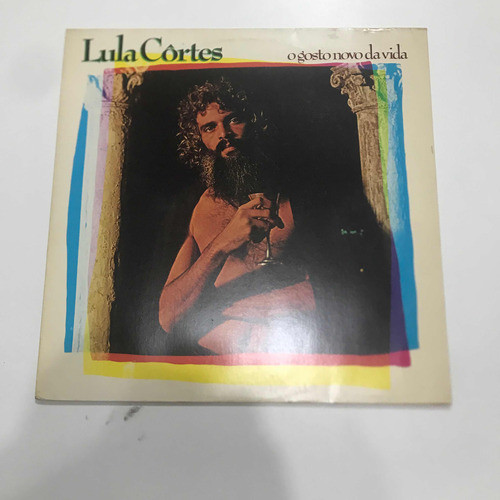 Lula Côrtes
o gosto novo da vida